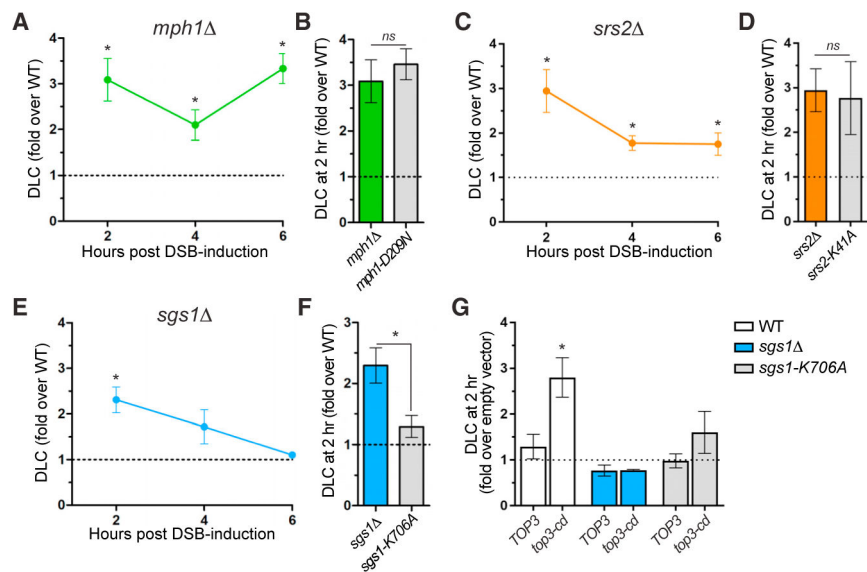 A
mph1Δ
DLC (fold over WT)
4
3
2
1
0
*
*
*
2
4
6
Hours post DSB-induction
B
DLC at 2 hr (fold over WT)
4
3
2
1
0
ns
mph1Δ
mph1-D209N
C
srs2Δ
DLC (fold over WT)
4
3
2
1
0
*
*
*
2
4
6
Hours post DSB-induction
D
DLC at 2 hr (fold over WT)
4
3
2
1
0
ns
srs2Δ
srs2-K41A
E
sgs1Δ
DLC (fold over WT)
4
3
2
1
0
*
2
4
6
Hours post DSB-induction
F
DLC at 2 hr (fold over WT)
3
2
1
0
*
sgs1Δ
sgs1-K706A
G
DLC at 2 hr
(fold over empty vector)
4
3
2
1
0
*
TOP3
top3-cd
TOP3
top3-cd
TOP3
top3-cd
WT
sgs1Δ
sgs1-K706A